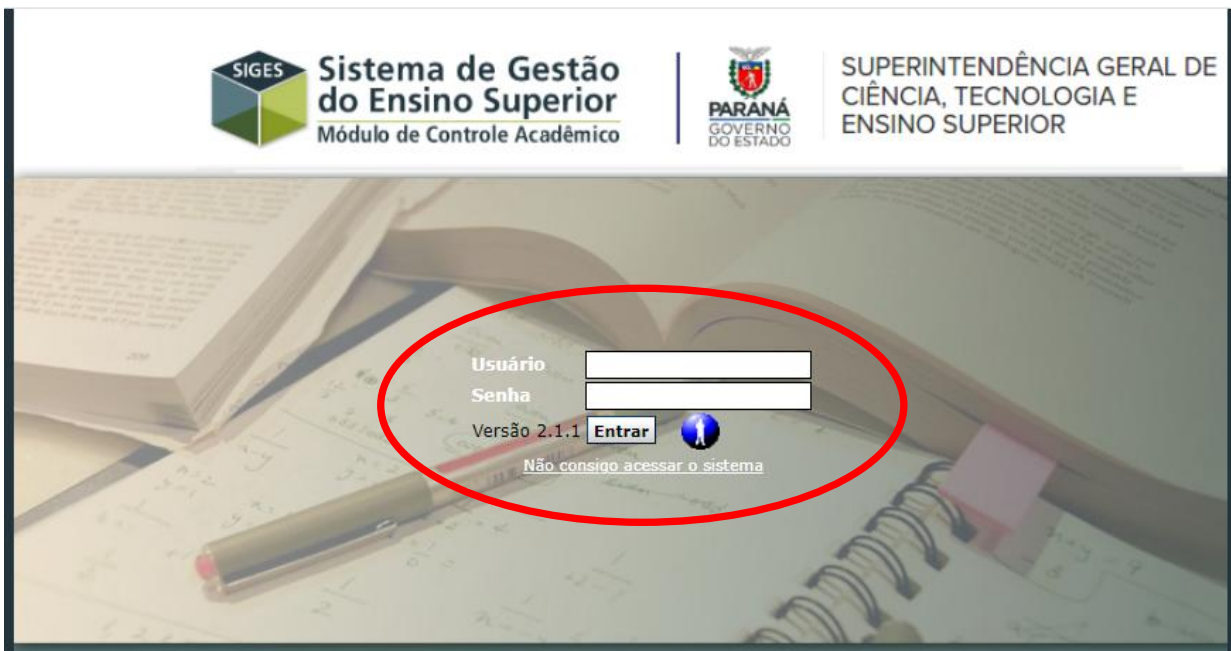 SIGES
Sistema de Gestão
do Ensino Superior
Módulo de Controle Acadêmico
PARANÁ
GOVERNO
DO ESTADO
SUPERINTENDÊNCIA GERAL DE
CIÊNCIA, TECNOLOGIA E
ENSINO SUPERIOR
Usuário
Senha
Versão 2.1.1 Entrar
Não consigo acessar o sistema